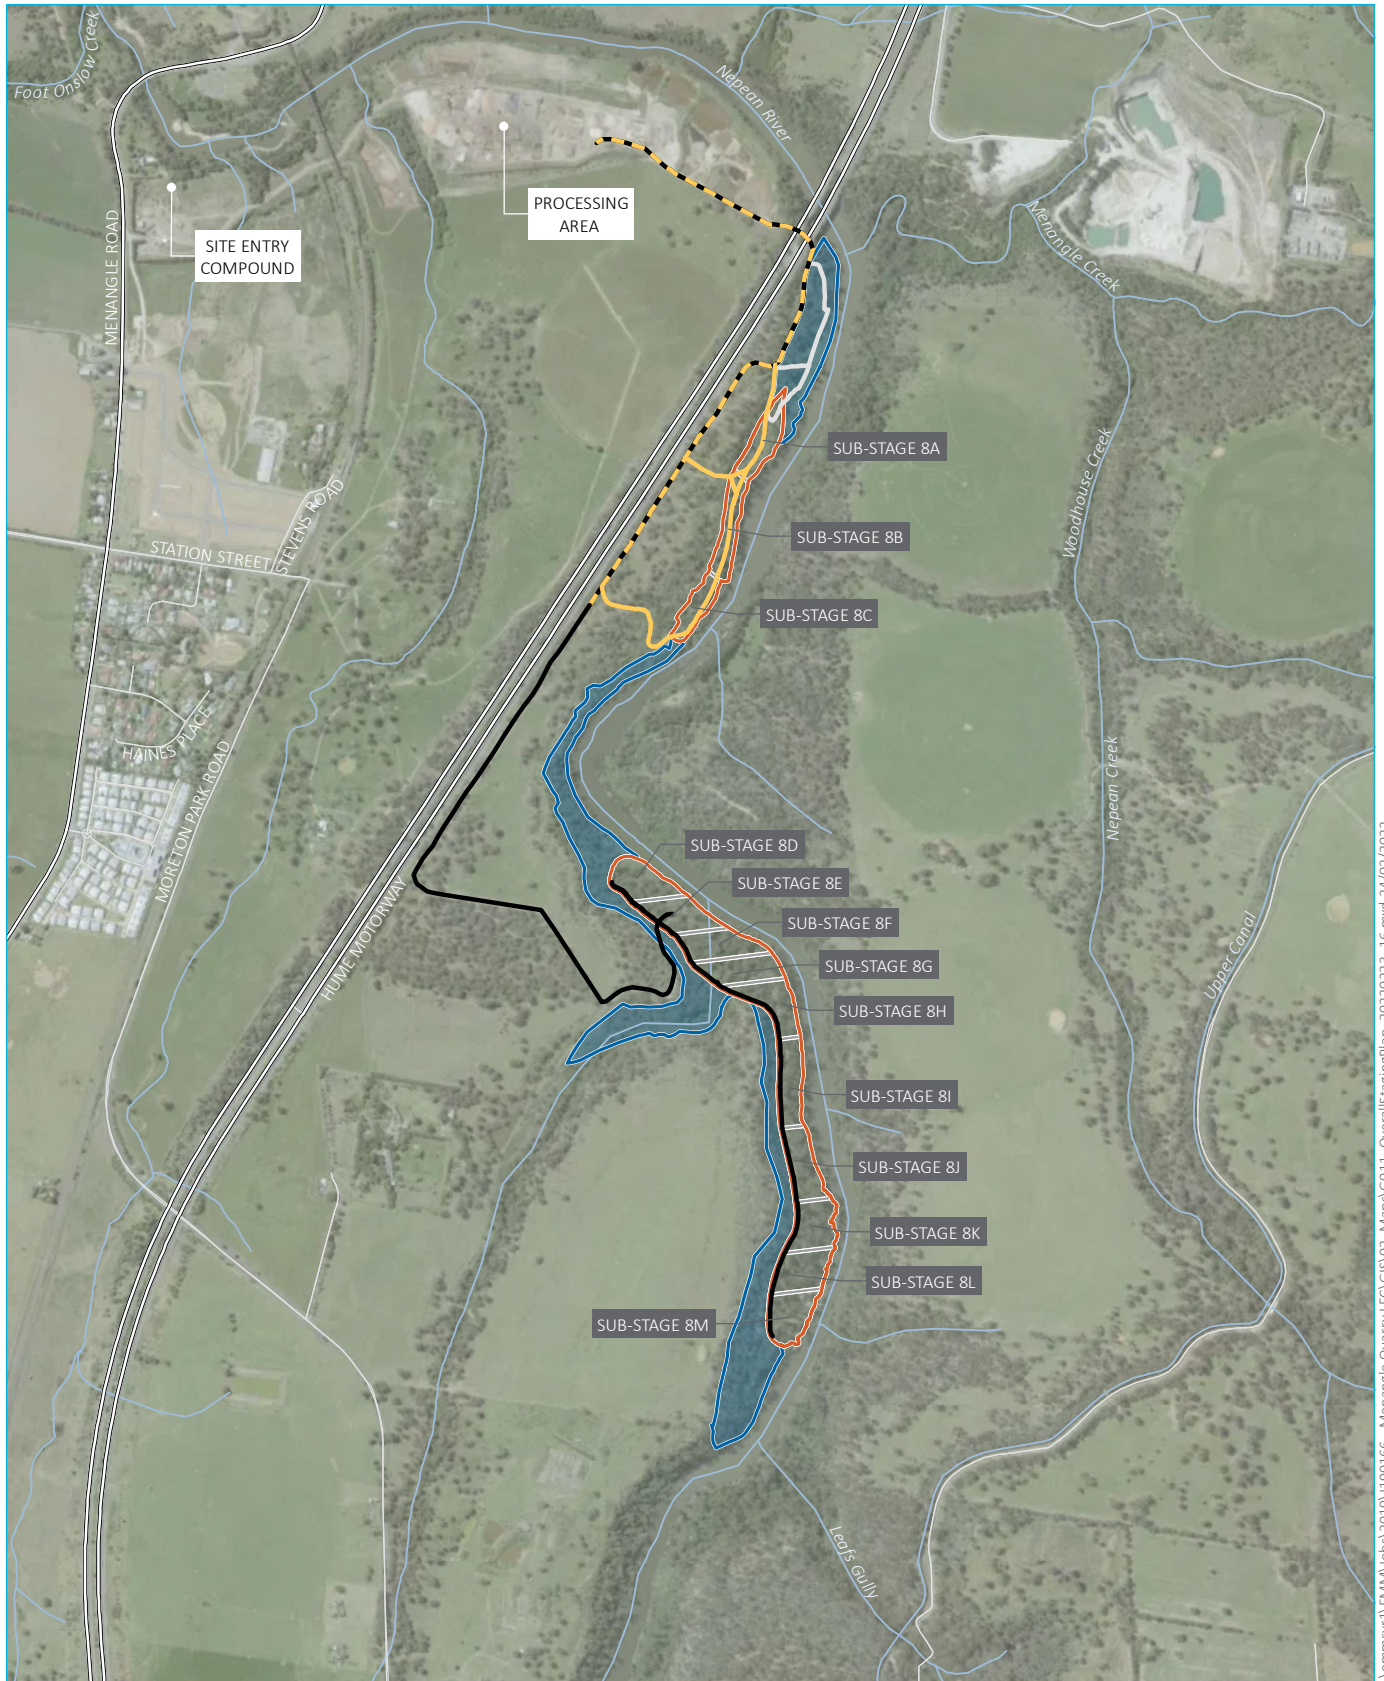 Foot Onslow Creek
Nepean River
PROCESSING
AREA
SITE ENTRY
COMPOUND
MENANGLE ROAD
Menangle Creek
SUB-STAGE 8A
Woodhouse Creek
STEVENS ROAD
STATION STREET
SUB-STAGE 8B
SUB-STAGE 8C
HAINES PLACE
MORETON PARK ROAD
Nepean Creek
SUB-STAGE 8D
SUB-STAGE 8E
SUB-STAGE 8F
HUME MOTORWAY
SUB-STAGE 8G
Upper Canal
SUB-STAGE 8H
SUB-STAGE 8I
SUB-STAGE 8J
SUB-STAGE 8K
SUB-STAGE 8L
SUB-STAGE 8M
Leafs Gully